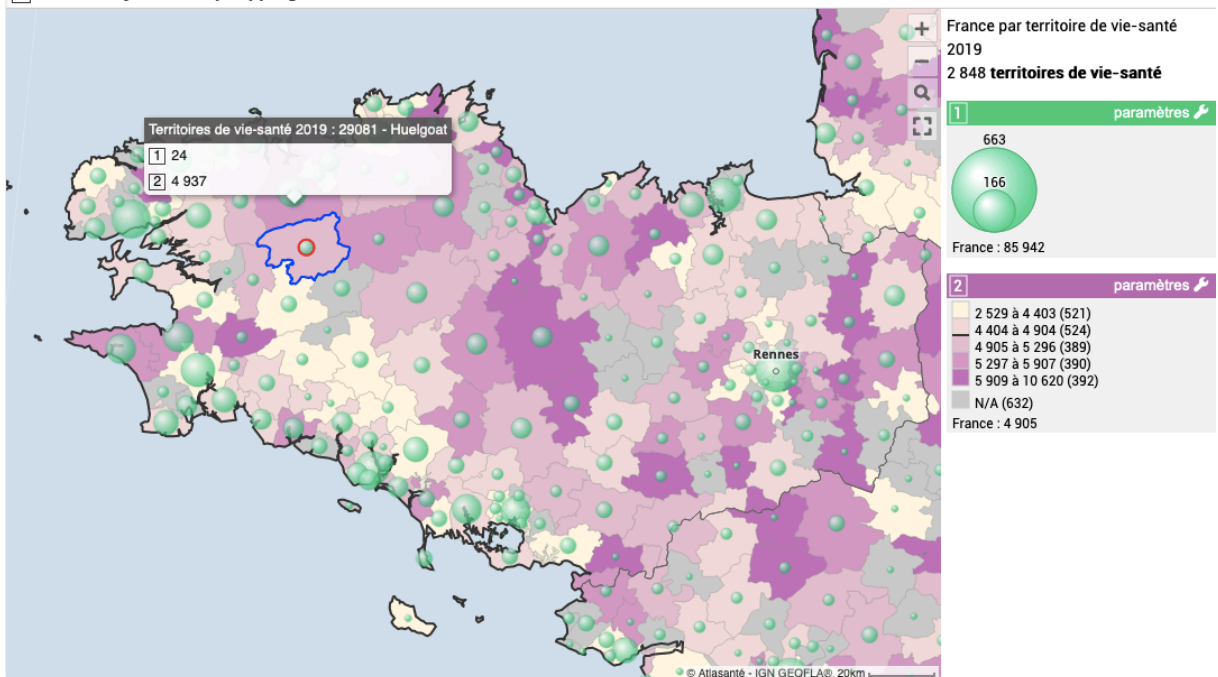 Territoires de vie-santé 2019 : 29081 - Huelgoat
1 24
2 4 937
Rennes
© Atlasanté - IGN GEOFLA® 20km
+
−
France par territoire de vie-santé
2019
2 848 territoires de vie-santé
1 paramètres
663
166
France : 85 942
2 paramètres
2 529 à 4 403 (521)
4 404 à 4 904 (524)
4 905 à 5 296 (389)
5 297 à 5 907 (390)
5 909 à 10 620 (392)
N/A (632)
France : 4 905